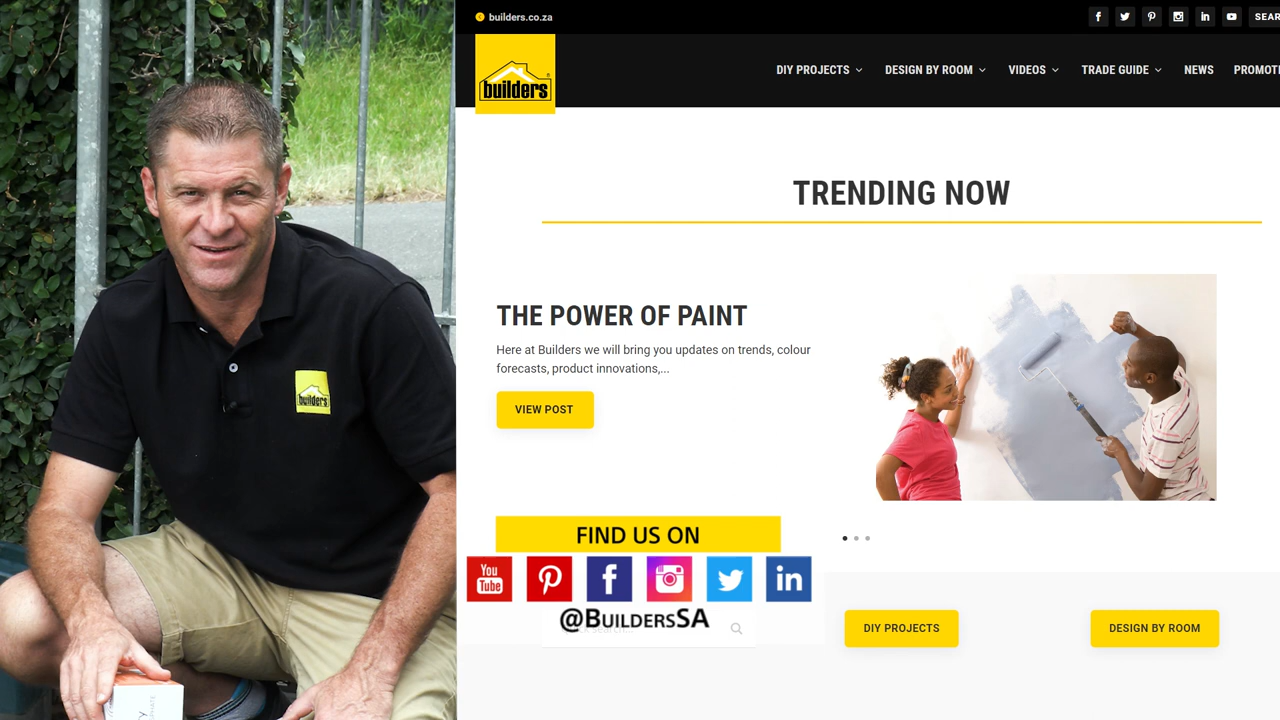 builders.co.za
SEAR
builders
DIY PROJECTS
DESIGN BY ROOM
VIDEOS
TRADE GUIDE
NEWS
PROMOTI
TRENDING NOW
THE POWER OF PAINT
Here at Builders we will bring you updates on trends, colour
forecasts, product innovations,...
VIEW POST
builders
FIND US ON
You
Tube
in
@BUILDERSSA
DIY PROJECTS
DESIGN BY ROOM